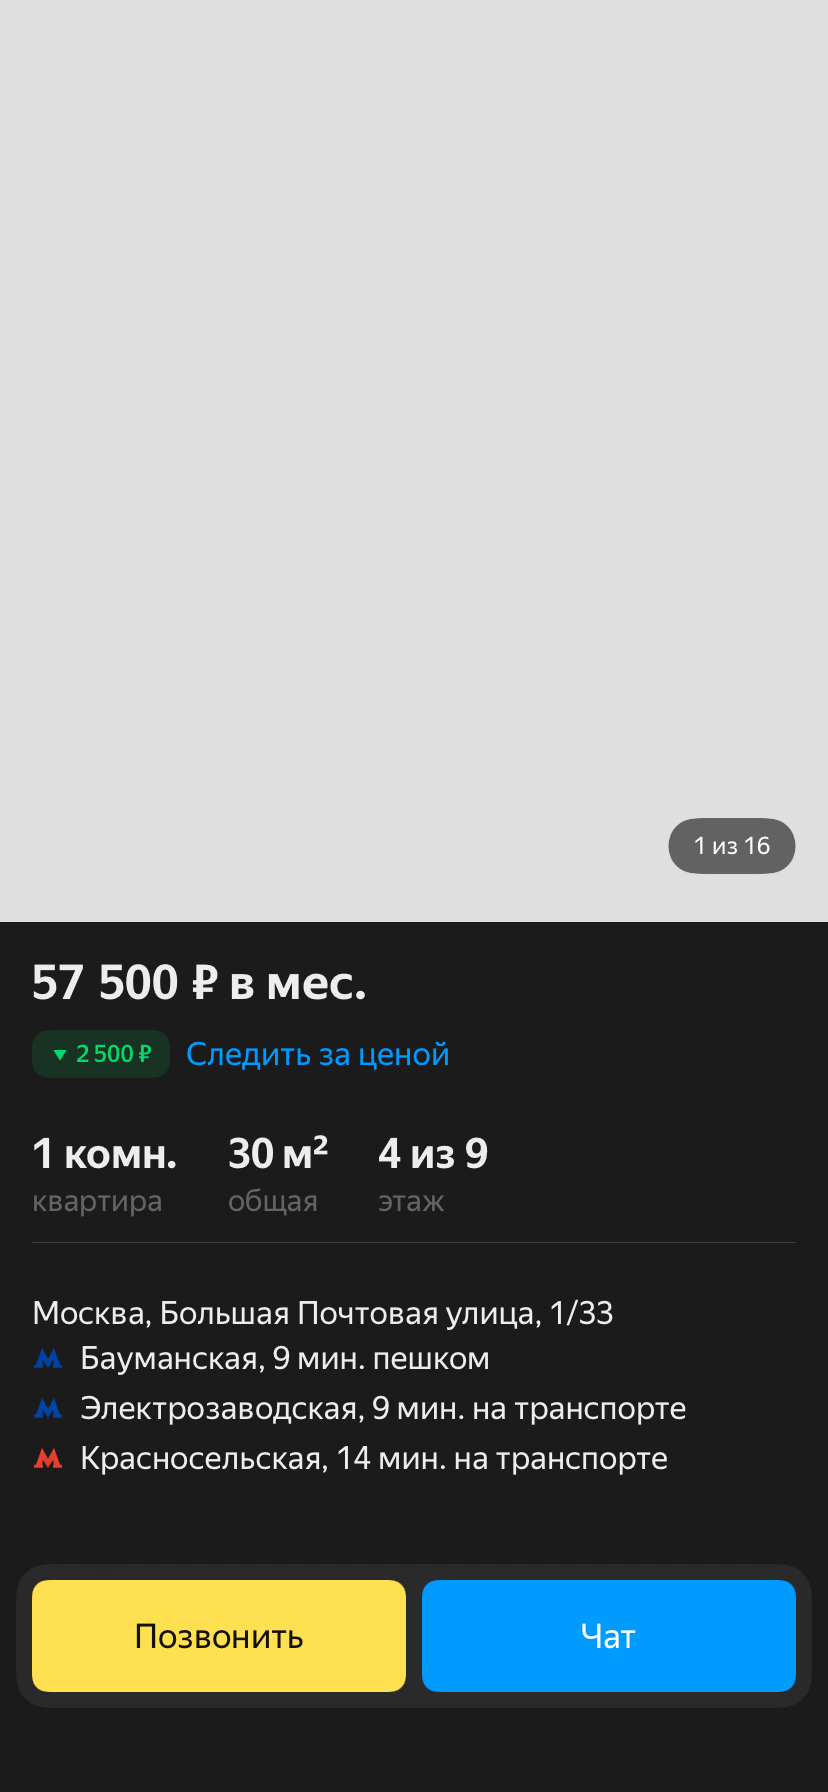 1 из 16
57 500 ₽ в мес.
2 500 ₽ Следить за ценой
1 комн. 30 м² 4 из 9
квартира общая этаж
Москва, Большая Почтовая улица, 1/33
Бауманская, 9 мин. пешком
Электрозаводская, 9 мин. на транспорте
Красносельская, 14 мин. на транспорте
Позвонить Чат